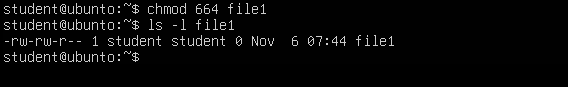 student@ubunto:~$ chmod 664 file1
student@ubunto:~$ ls -l file1
-rw-rw-r-- 1 student student 0 Nov  6 07:44 file1
student@ubunto:~$